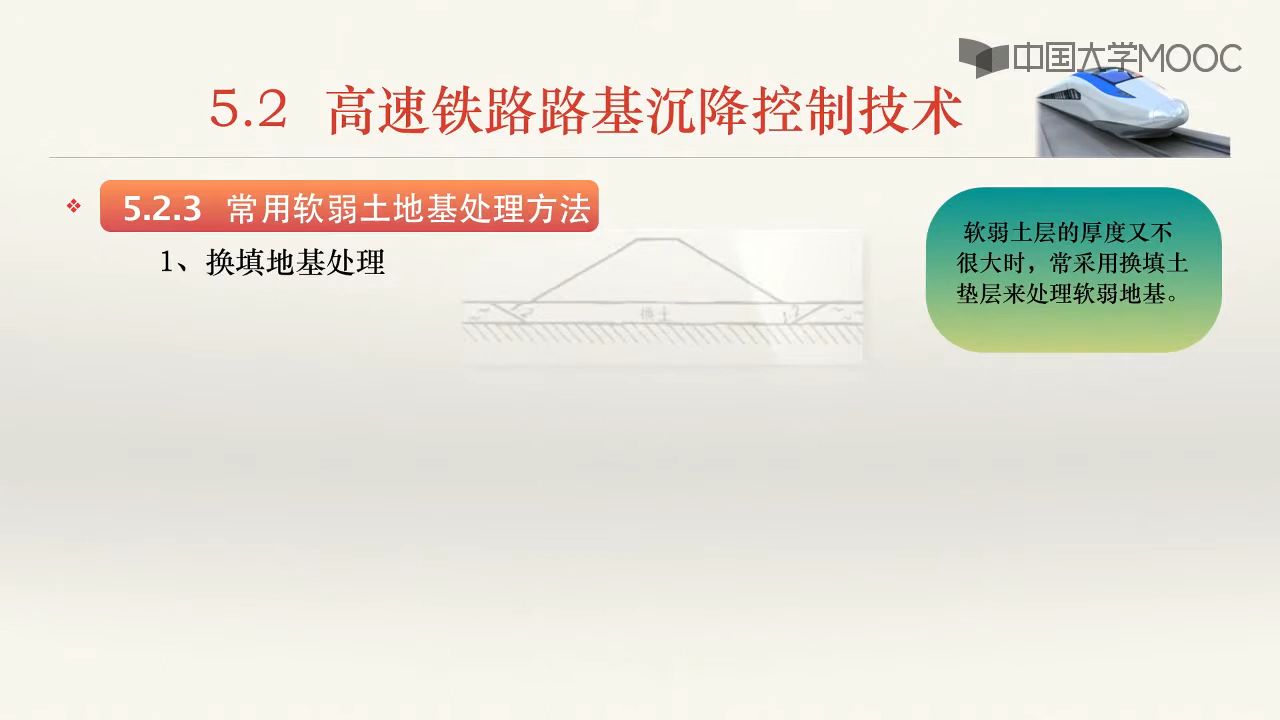 中国大学MOOC
5.2 高速铁路路基沉降控制技术
5.2.3 常用软弱土地基处理方法
1、换填地基处理
换土
软弱土层的厚度又不
很大时，常采用换填土
垫层来处理软弱地基。